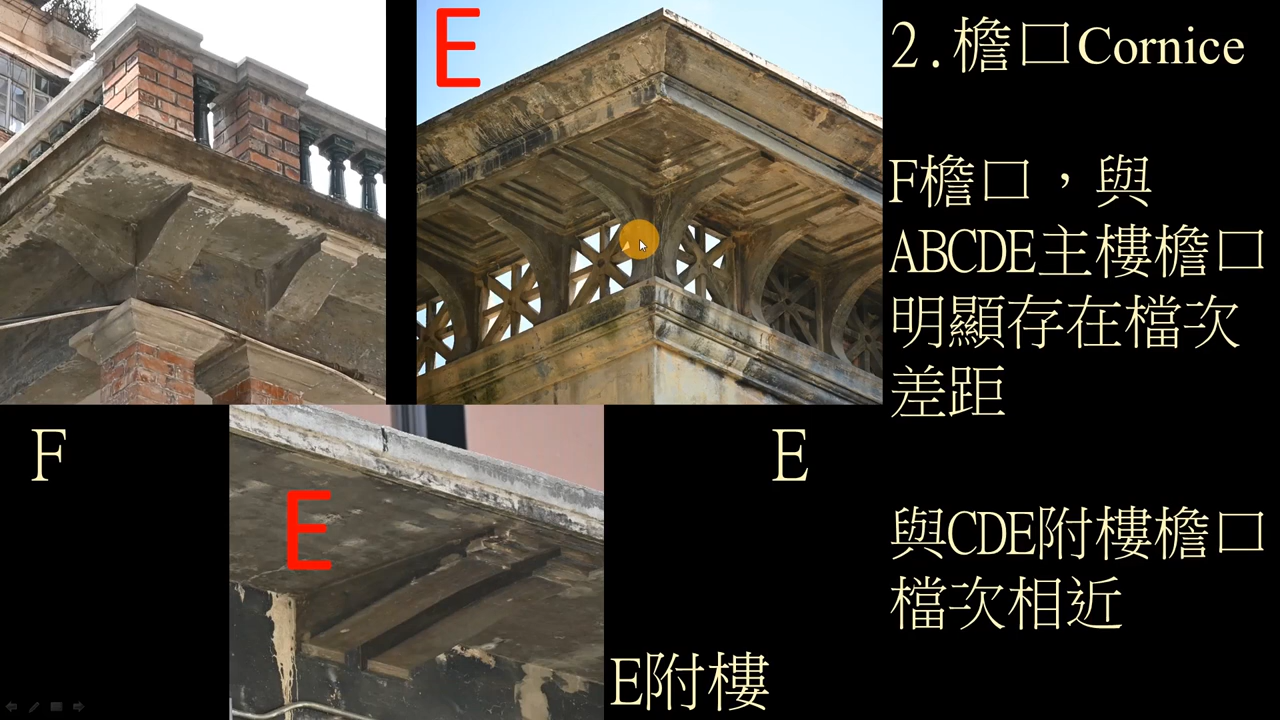 E
2.檐口Cornice
F檐口，與
ABCDE主樓檐口
明顯存在檔次
差距
F
E
E
與CDE附樓檐口
檔次相近
E附樓